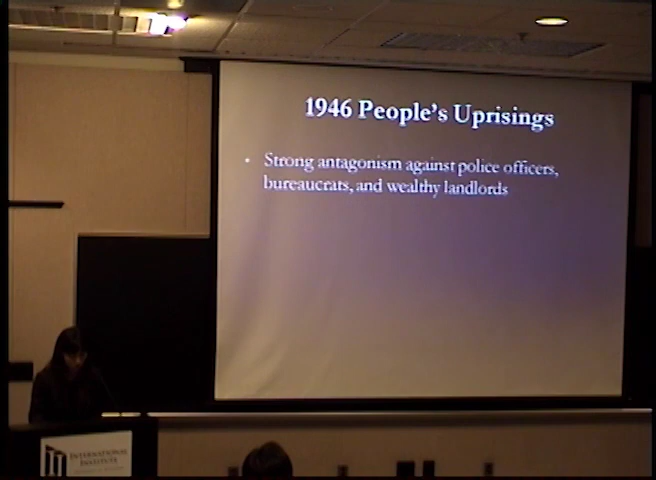 1946 People's Uprisings
• Strong antagonism against police officers,
bureaucrats, and wealthy landlords
INTERNATIONAL
INSTITUTE